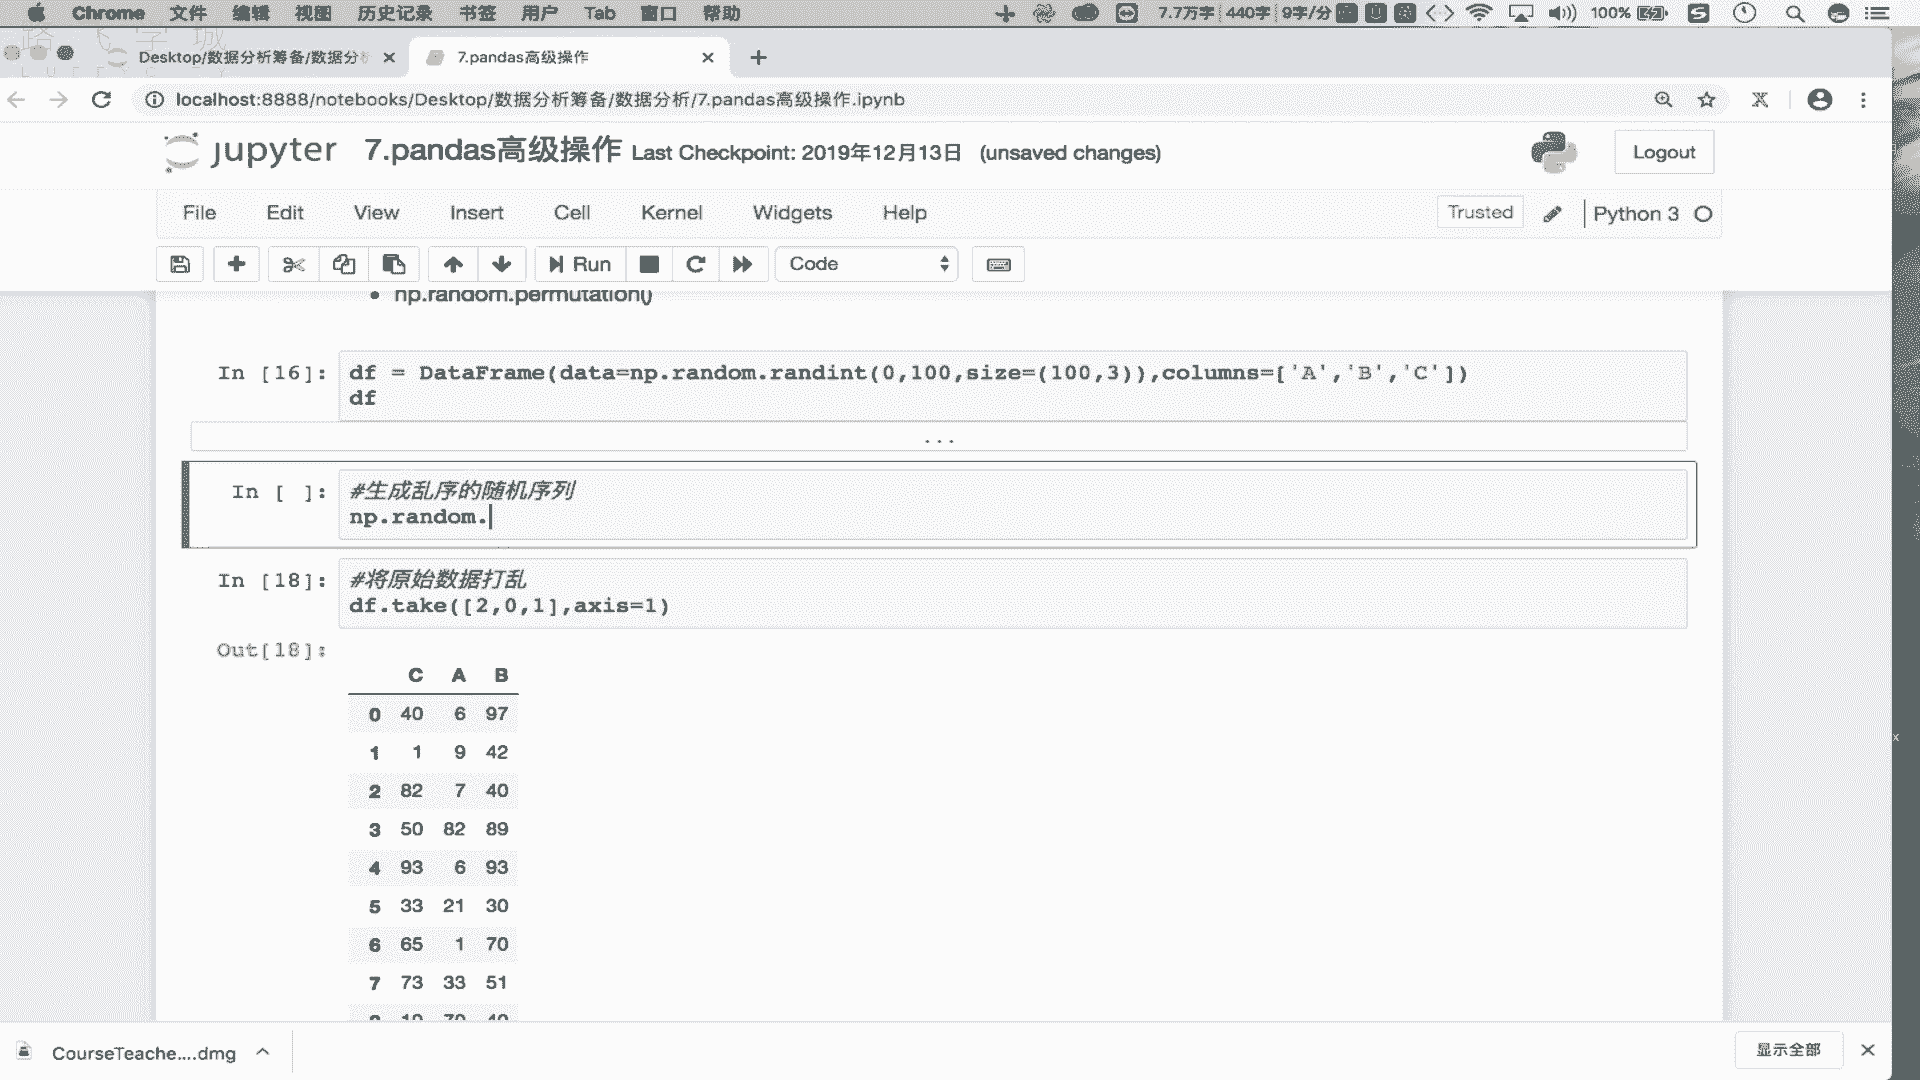 Chrome 文件 编辑 视图 历史记录 书签 用户 Tab 窗口 帮助 7.7万字 440字 9字/分 100%
Desktop/数据分析筹备/数据分 7.pandas高级操作
localhost:8888/notebooks/Desktop/数据分析筹备/数据分析/7.pandas高级操作.ipynb
jupyter 7.pandas高级操作 Last Checkpoint: 2019年12月13日 (unsaved changes) Logout
File Edit View Insert Cell Kernel Widgets Help Trusted Python 3
Run Code
np.random.permutation()
In [16]: df = DataFrame(data=np.random.randint(0,100,size=(100,3)),columns=['A','B','C'])
df
...
In [ ]: #生成乱序的随机序列
np.random.
In [18]: #将原始数据打乱
df.take([2,0,1],axis=1)
Out[18]:
C A B
0 40 6 97
1 1 9 42
2 82 7 40
3 50 82 89
4 93 6 93
5 33 21 30
6 65 1 70
7 73 33 51
CourseTeache....dmg 显示全部